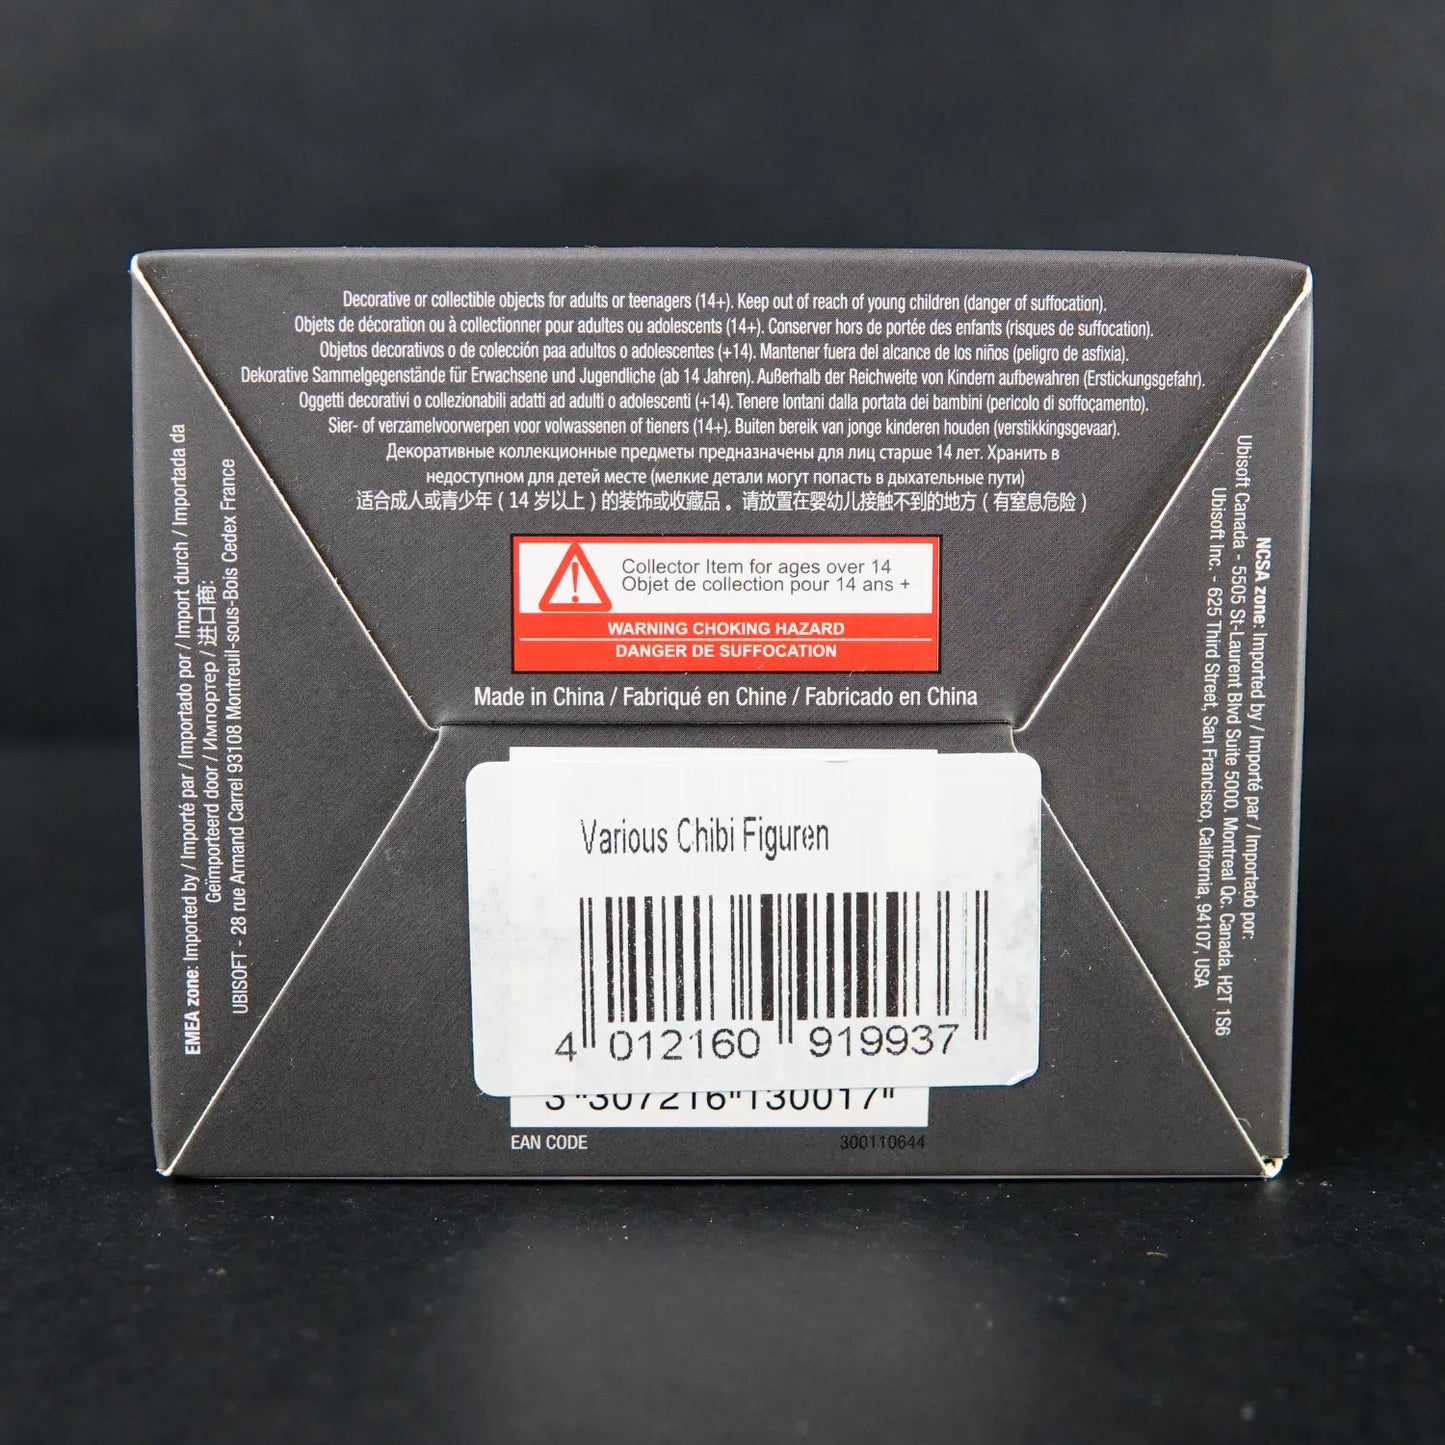 Decorative or collectible objects for adults or teenagers (14+). Keep out of reach of young children (danger of suffocation).
Objets de décoration ou à collectionner pour adultes ou adolescents (14+). Conserver hors de portée des enfants (risques de suffocation).
Objetos decorativos o de colección paa adultos o adolescentes (+14). Mantener fuera del alcance de los niños (peligro de asfixia).
Dekorative Sammelgegenstände für Erwachsene und Jugendliche (ab 14 Jahren). Außerhalb der Reichweite von Kindern aufbewahren (Erstickungsgefahr).
Oggetti decorativi o collezionabili adatti ad adulti o adolescenti (+14). Tenere lontani dalla portata dei bambini (pericolo di soffoçamento).
Sier- of verzamelvoorwerpen voor volwassenen of tieners (14+). Buiten bereik van jonge kinderen houden (verstikkingsgevaar).
Декоративные коллекционные предметы предназначены для лиц старше 14 лет. Хранить в
недоступном для детей месте (мелкие детали могут попасть в дыхательные пути)
适合成人或青少年（14 岁以上）的装饰或收藏品。请放置在婴幼儿接触不到的地方（有窒息危险）
Collector Item for ages over 14
Objet de collection pour 14 ans +
WARNING CHOKING HAZARD
DANGER DE SUFFOCATION
Made in China / Fabriqué en Chine / Fabricado en China
Various Chibi Figuren
4 012160 919937
3 307216 130017
EAN CODE
300110644
EMEA zone: Imported by / Importé par / Importado por / Import durch / Importada da
Geïmporteerd door / Импортер / 进口商:
UBISOFT - 28 rue Armand Carrel 93108 Montreuil-sous-Bois Cedex France
NCSA zone: Imported by / Importé par / Importado por:
Ubisoft Canada - 5505 St-Laurent Blvd Suite 5000. Montreal Qc. Canada. H2T 1S6
Ubisoft Inc. - 625 Third Street, San Francisco, California, 94107, USA